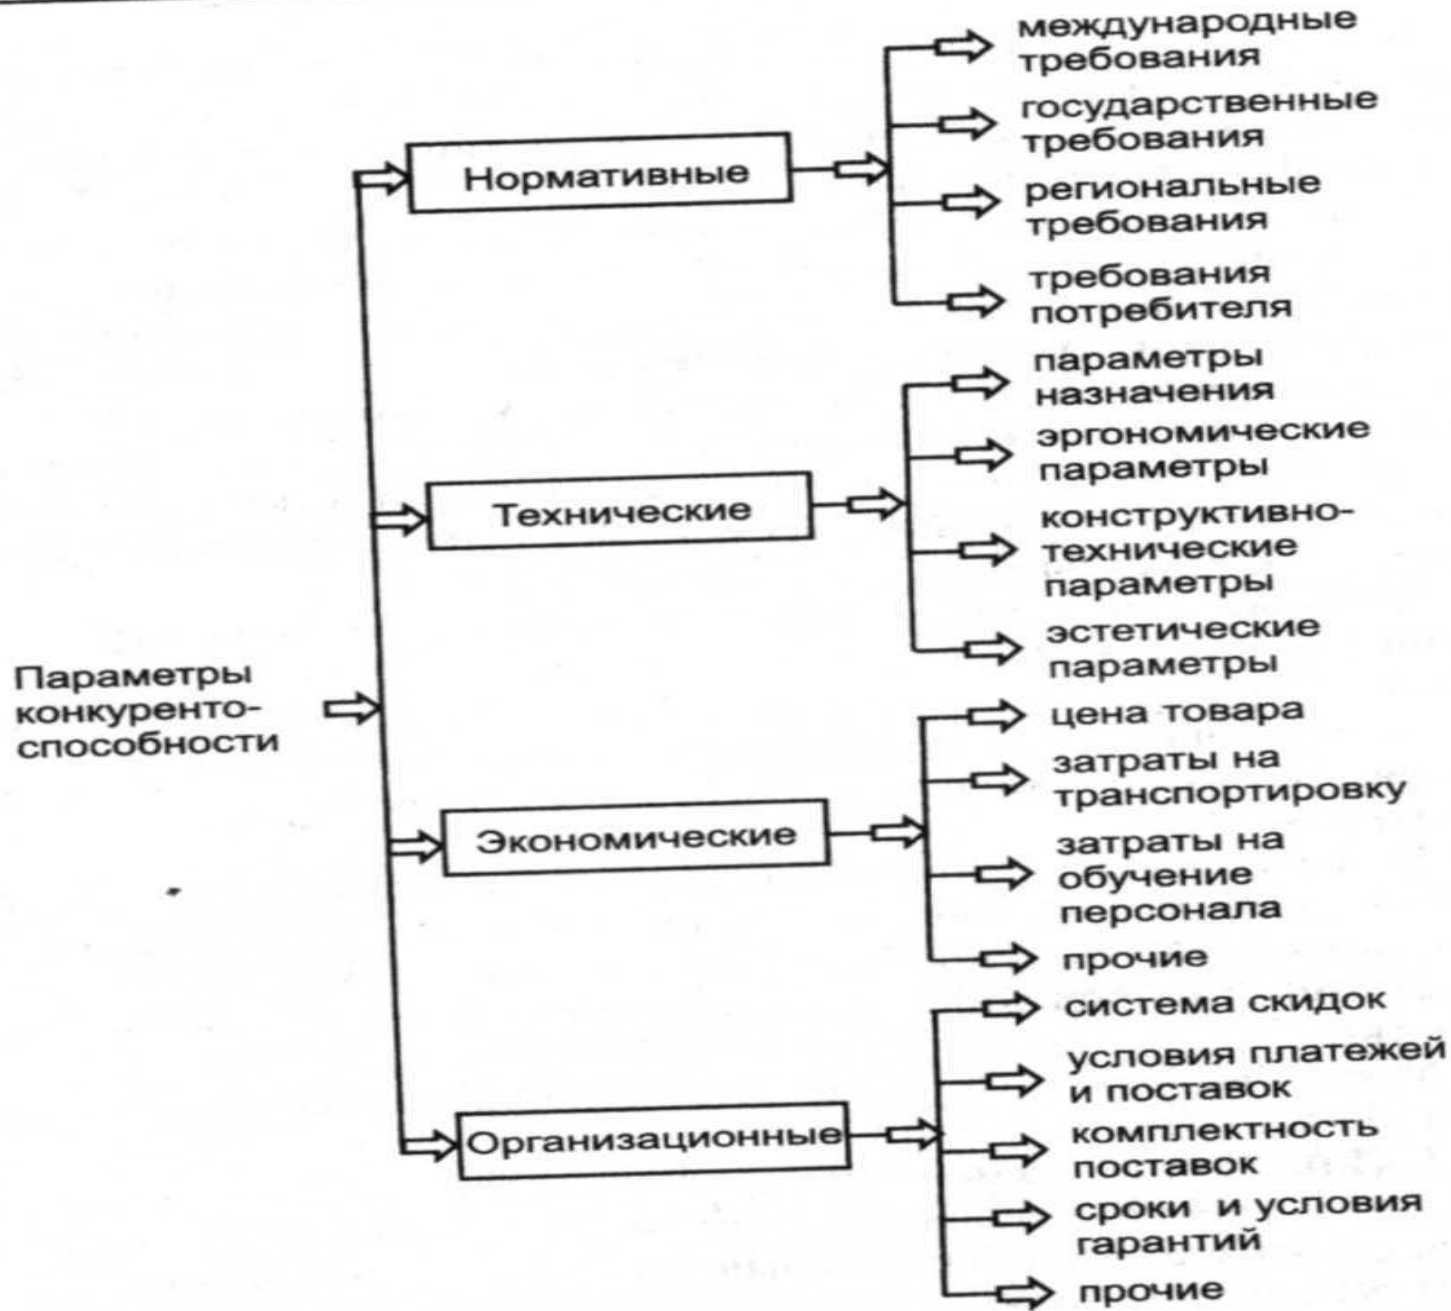 Параметры
конкуренто-
способности
Нормативные
международные
требования
государственные
требования
региональные
требования
требования
потребителя
Технические
параметры
назначения
эргономические
параметры
конструктивно-
технические
параметры
эстетические
параметры
Экономические
цена товара
затраты на
транспортировку
затраты на
обучение
персонала
прочие
Организационные
система скидок
условия платежей
и поставок
комплектность
поставок
сроки и условия
гарантий
прочие